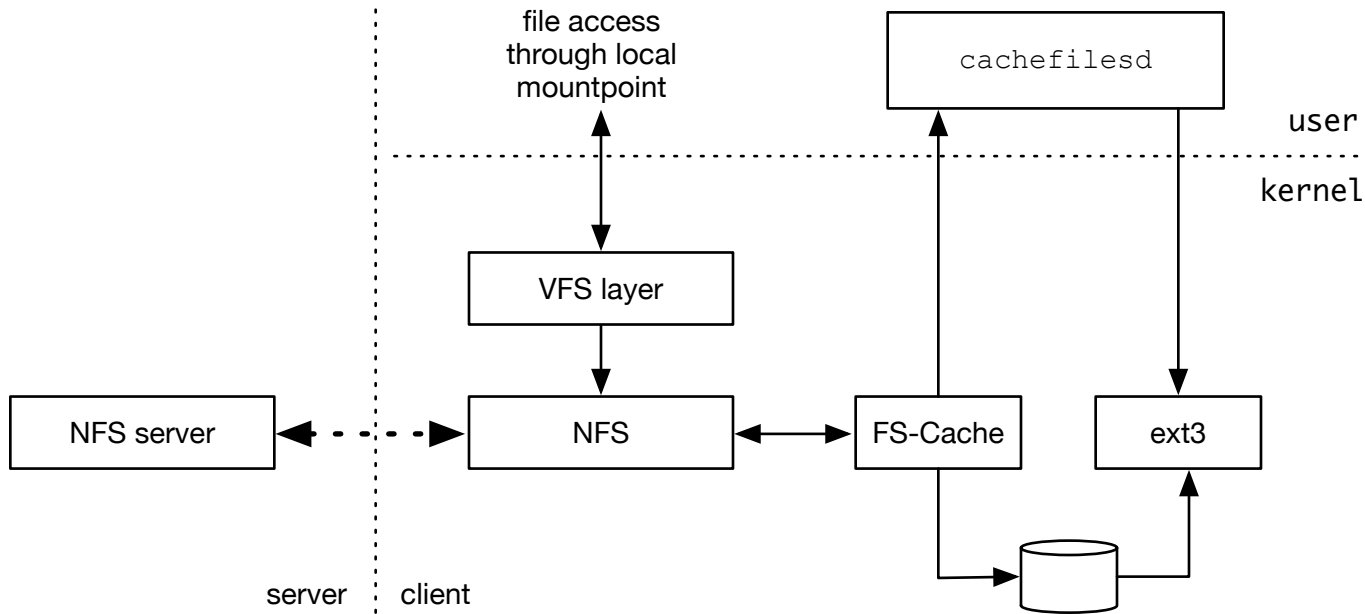 file access
through local
mountpoint
cachefilesd
user
kernel
VFS layer
NFS server
NFS
FS-Cache
ext3
server
client